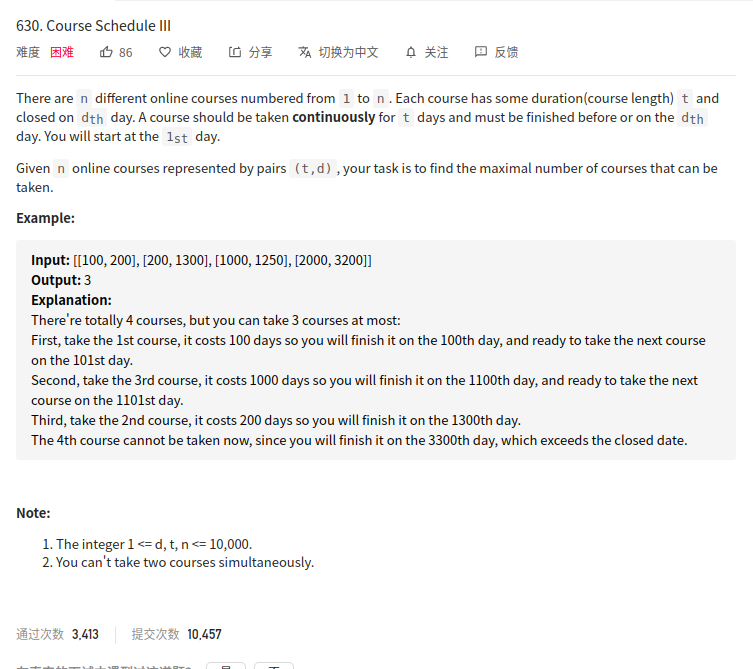 630. Course Schedule III
难度 困难 86 收藏 分享 切换为中文 关注 反馈
There are n different online courses numbered from 1 to n . Each course has some duration(course length) t and
closed on dth day. A course should be taken continuously for t days and must be finished before or on the dth
day. You will start at the 1st day.
Given n online courses represented by pairs (t,d) , your task is to find the maximal number of courses that can be
taken.
Example:
Input: [[100, 200], [200, 1300], [1000, 1250], [2000, 3200]]
Output: 3
Explanation:
There're totally 4 courses, but you can take 3 courses at most:
First, take the 1st course, it costs 100 days so you will finish it on the 100th day, and ready to take the next course
on the 101st day.
Second, take the 3rd course, it costs 1000 days so you will finish it on the 1100th day, and ready to take the next
course on the 1101st day.
Third, take the 2nd course, it costs 200 days so you will finish it on the 1300th day.
The 4th course cannot be taken now, since you will finish it on the 3300th day, which exceeds the closed date.
Note:
1. The integer 1 <= d, t, n <= 10,000.
2. You can't take two courses simultaneously.
通过次数 3,413 提交次数 10,457